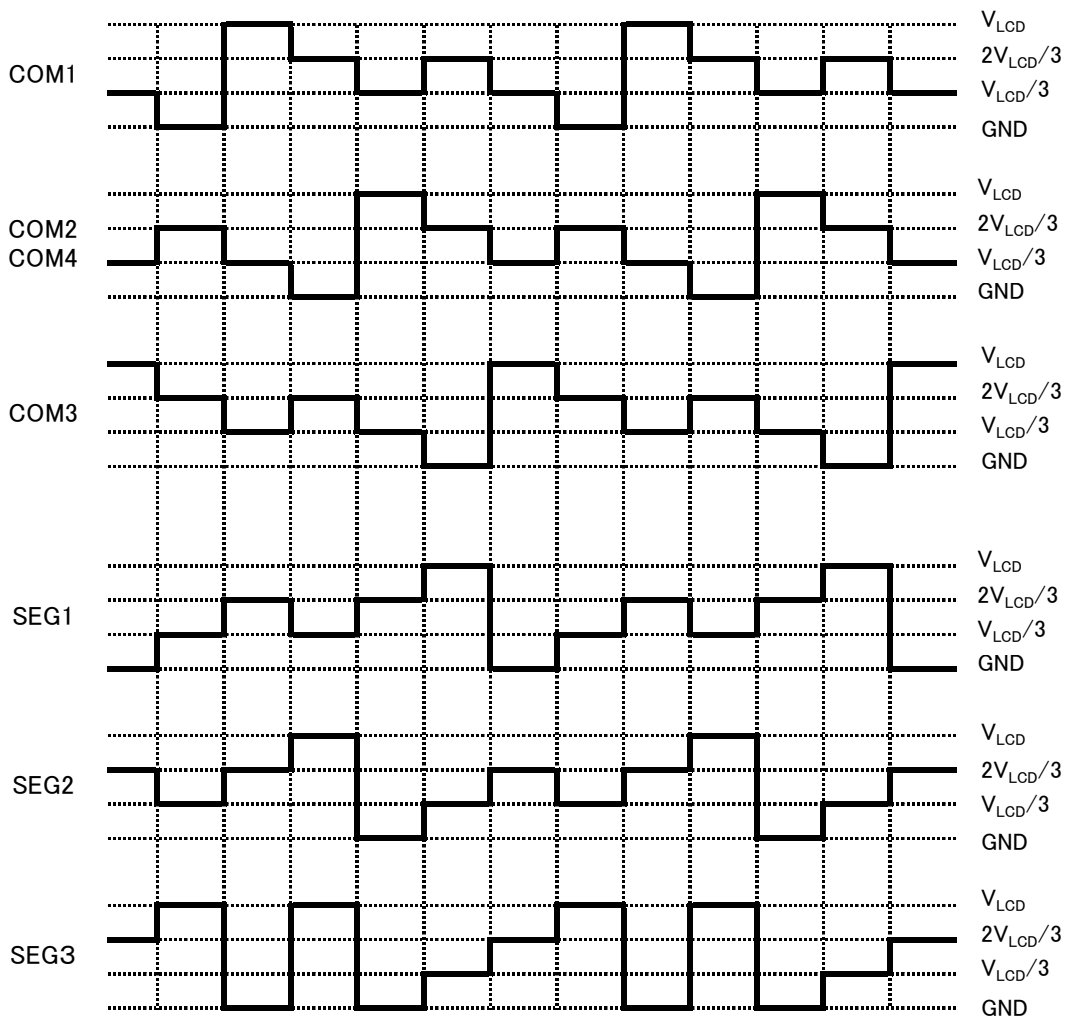 V_LCD
COM1
2V_LCD/3
V_LCD/3
GND
V_LCD
COM2
2V_LCD/3
COM4
V_LCD/3
GND
V_LCD
COM3
2V_LCD/3
V_LCD/3
GND
V_LCD
SEG1
2V_LCD/3
V_LCD/3
GND
V_LCD
SEG2
2V_LCD/3
V_LCD/3
GND
V_LCD
SEG3
2V_LCD/3
V_LCD/3
GND